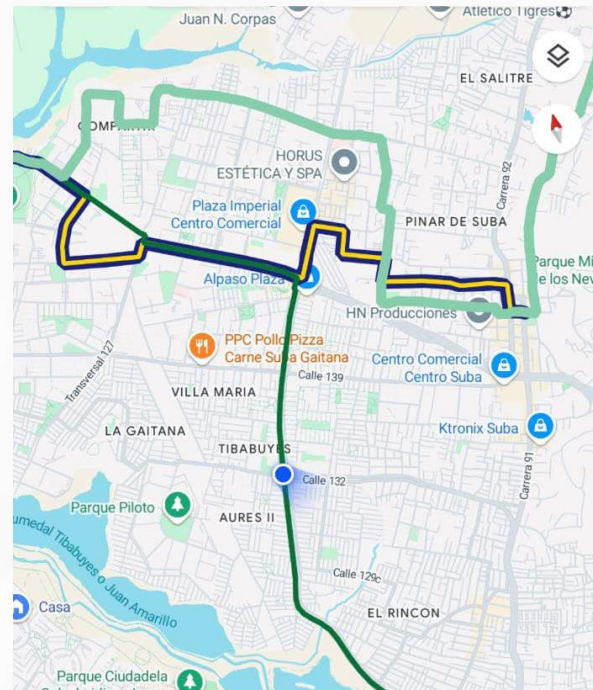 Juan N. Corpas
Atletico Tigres
EL SALITRE
COMPARTIR
HORUS
ESTÉTICA Y SPA
Carrera 92
Plaza Imperial
Centro Comercial
PINAR DE SUBA
Alpaso Plaza
Parque Mi
de los Nev
HN Producciones
PPC Pollo Pizza
Carne Suba Gaitana
Centro Comercial
Centro Suba
Transversal 127
Calle 139
VILLA MARIA
LA GAITANA
Ktronix Suba
TIBABUYES
Calle 132
Carrera 91
Parque Piloto
AURES II
umedal Tibabuyes o Juan Amarillo
Calle 129c
Casa
EL RINCON
Parque Ciudadela